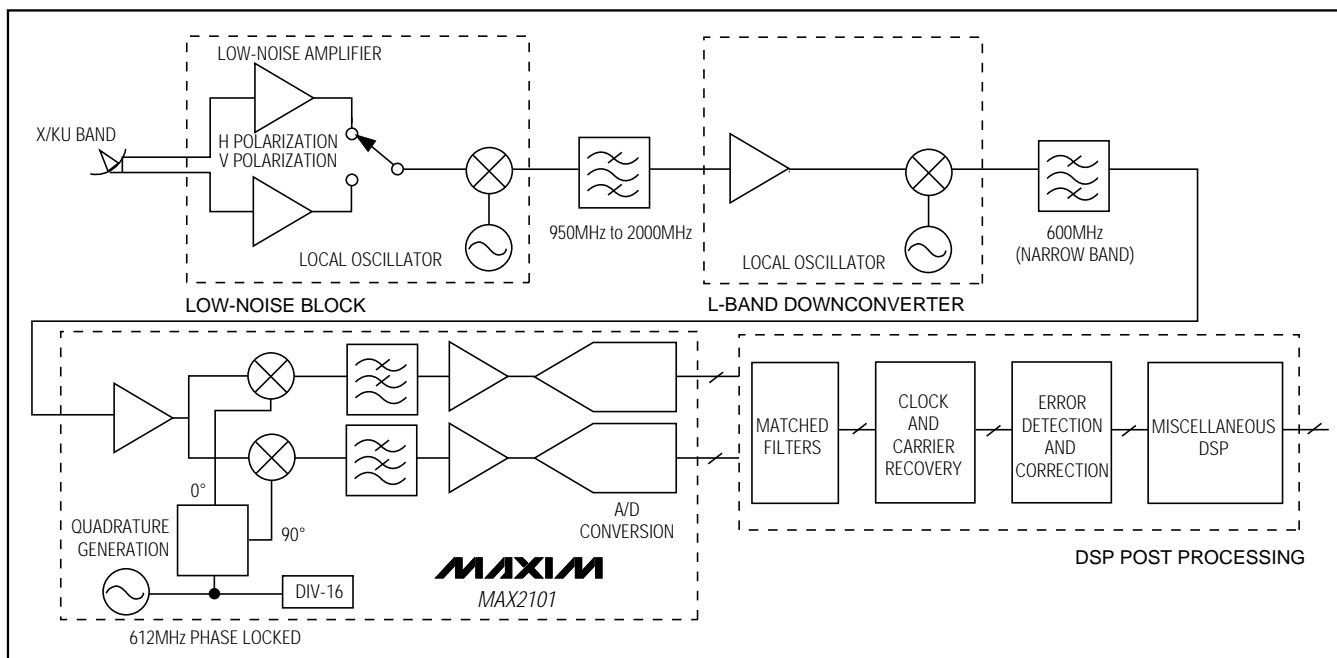 LOW-NOISE AMPLIFIER
X/KU BAND
H POLARIZATION
V POLARIZATION
LOCAL OSCILLATOR
LOW-NOISE BLOCK
950MHz to 2000MHz
LOCAL OSCILLATOR
L-BAND DOWNCONVERTER
600MHz
(NARROW BAND)
0°
90°
QUADRATURE
GENERATION
DIV-16
612MHz PHASE LOCKED
A/D
CONVERSION
MAXIM
MAX2101
MATCHED
FILTERS
CLOCK
AND
CARRIER
RECOVERY
ERROR
DETECTION
AND
CORRECTION
MISCELLANEOUS
DSP
DSP POST PROCESSING